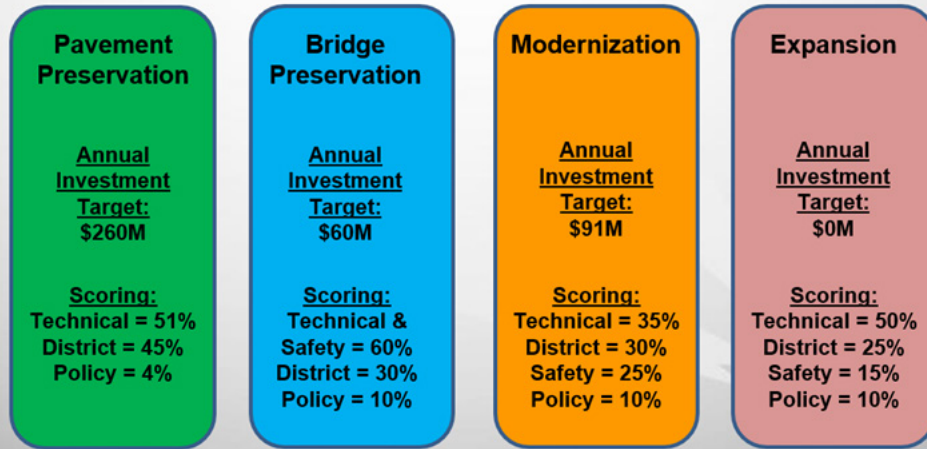 Pavement
Preservation
Annual
Investment
Target:
$260M
Scoring:
Technical = 51%
District = 45%
Policy = 4%
Bridge
Preservation
Annual
Investment
Target:
$60M
Scoring:
Technical &
Safety = 60%
District = 30%
Policy = 10%
Modernization
Annual
Investment
Target:
$91M
Scoring:
Technical = 35%
District = 30%
Safety = 25%
Policy = 10%
Expansion
Annual
Investment
Target:
$0M
Scoring:
Technical = 50%
District = 25%
Safety = 15%
Policy = 10%